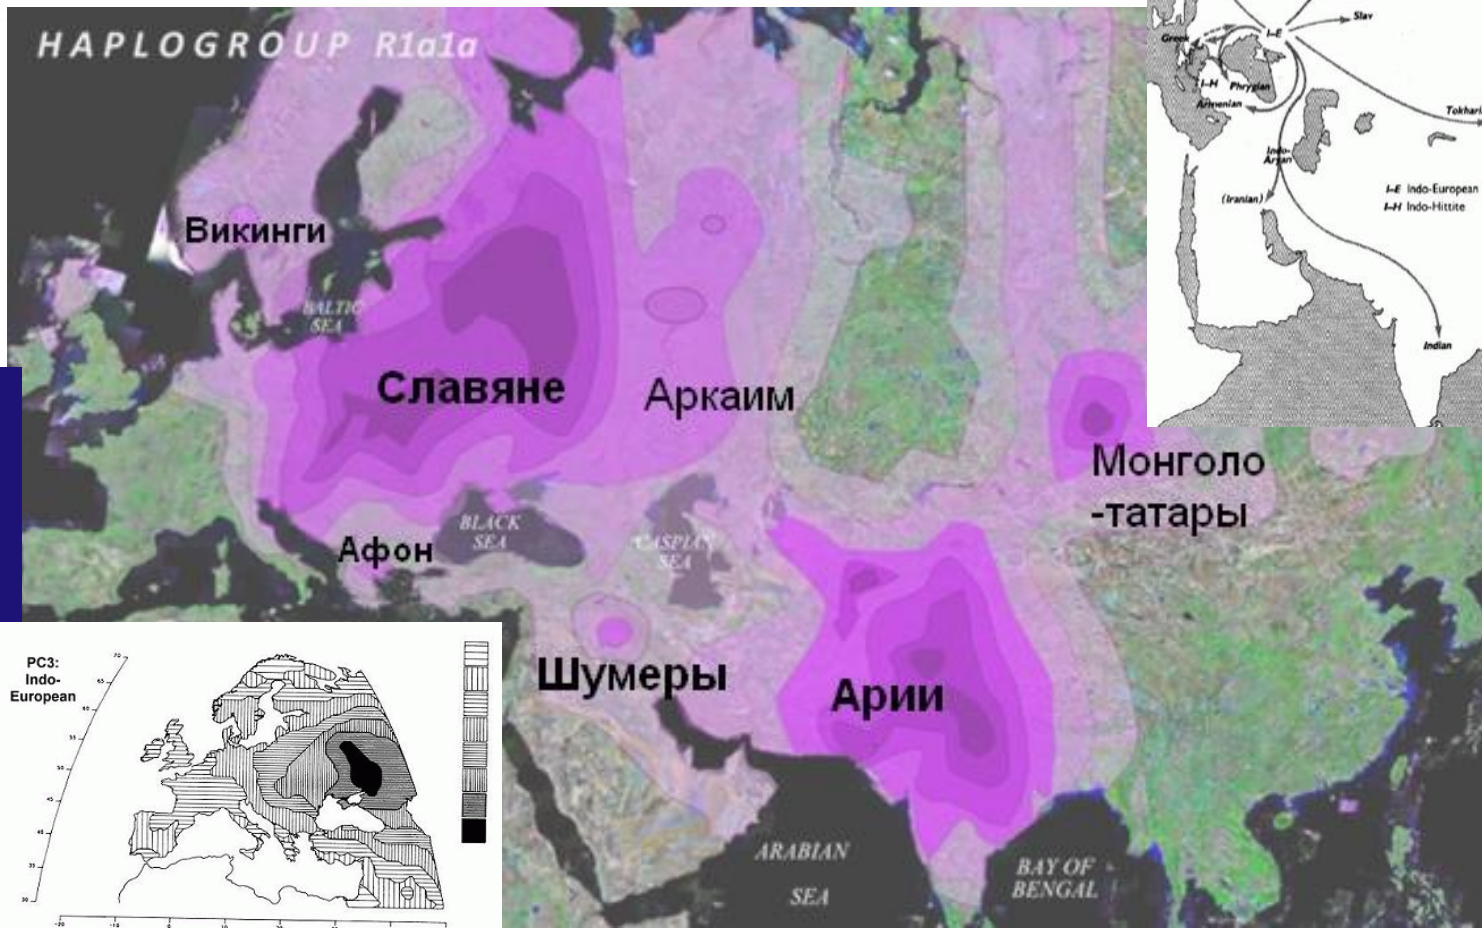 HAPLOGROUP R1a1a
Slav
Greek
I-E
I-H
Phrygian
Armenian
Indo-
Aryan
(Iranian)
I-E Indo-European
I-H Indo-Hittite
Indian
Викинги
BALTIC
SEA
Славяне
Аркаим
Монголо
-татары
BLACK
SEA
CASPIAN
SEA
Афон
Шумеры
Арии
ARABIAN
SEA
BAY OF
BENGAL
PC3:
Indo-
European